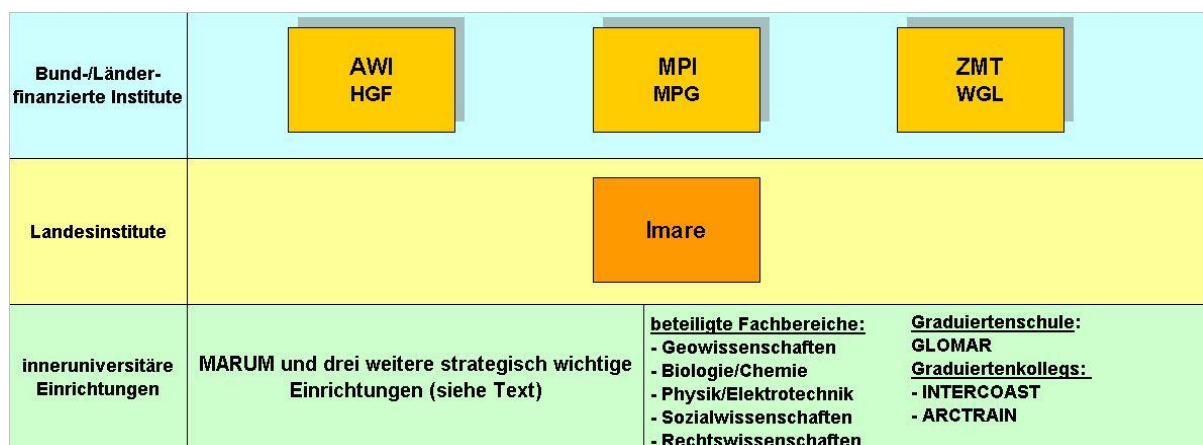 Bund-/Länder-
finanzierte Institute
AWI
HGF
MPI
MPG
ZMT
WGL
Landesinstitute
Imare
inneruniversitäre
Einrichtungen
MARUM und drei weitere strategisch wichtige
Einrichtungen (siehe Text)
beteiligte Fachbereiche:
- Geowissenschaften
- Biologie/Chemie
- Physik/Elektrotechnik
- Sozialwissenschaften
- Rechtswissenschaften
Graduiertenschule:
GLOMAR
Graduiertenkollegs:
- INTERCOAST
- ARCTRAIN